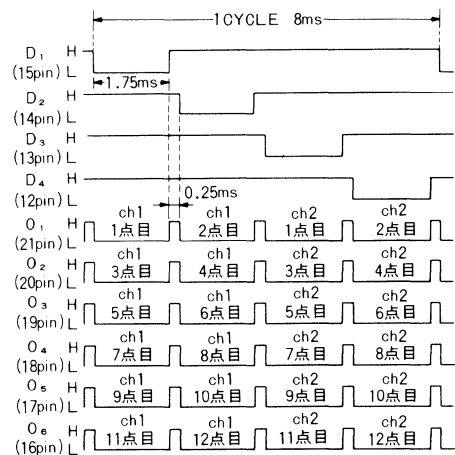 1CYCLE 8ms
D₁ H
(15pin) L
1.75ms
D₂ H
(14pin) L
D₃ H
(13pin) L
D₄ H
(12pin) L
0.25ms
ch1 ch1 ch2 ch2
O₁ H 1点目 2点目 1点目 2点目
(21pin) L
ch1 ch1 ch2 ch2
O₂ H 3点目 4点目 3点目 4点目
(20pin) L
ch1 ch1 ch2 ch2
O₃ H 5点目 6点目 5点目 6点目
(19pin) L
ch1 ch1 ch2 ch2
O₄ H 7点目 8点目 7点目 8点目
(18pin) L
ch1 ch1 ch2 ch2
O₅ H 9点目 10点目 9点目 10点目
(17pin) L
ch1 ch1 ch2 ch2
O₆ H 11点目 12点目 11点目 12点目
(16pin) L